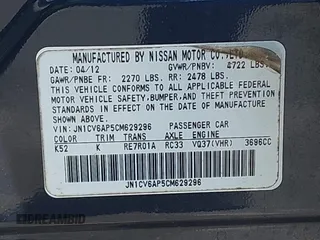 MANUFACTURED BY NISSAN MOTOR CO.,LTD.
DATE: 04/12 GVWR/PNBV: 4722 LBS.
GAWR/PNBE FR: 2270 LBS. RR: 2478 LBS.
THIS VEHICLE CONFORMS TO ALL APPLICABLE FEDERAL
MOTOR VEHICLE SAFETY,BUMPER,AND THEFT PREVENTION
STANDARDS IN EFFECT ON THE DATE OF MANUFACTURE
SHOWN ABOVE.
VIN: JN1CV6AP5CM629296 PASSENGER CAR
COLOR TRIM TRANS AXLE ENGINE
K52 K RE7R01A RC33 VQ37(VHR) 3696CC
JN1CV6AP5CM629296
DREAMBID